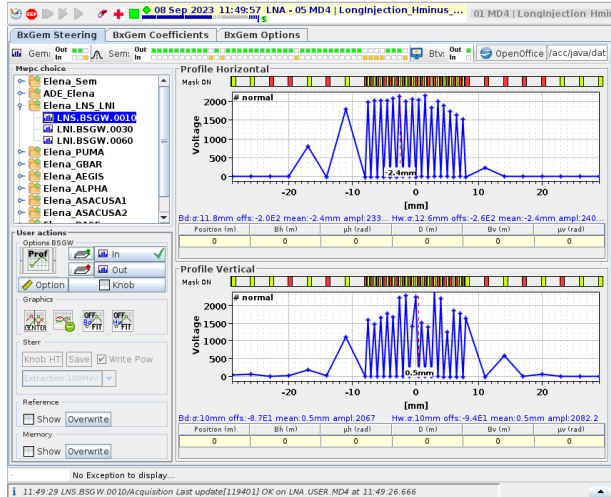 08 Sep 2023 11:49:57 LNA - 05 MD4 | LongInjection_Hminus_...
01 MD4 | LongInjection Hmi
5
BxGem Steering
BxGem Coefficients
BxGem Options
Gem: Out In
Sem: Out In
Btv: Out In
OpenOffice
/acc/java/dat
Mwpc choice
Elena_Sem
ADE_Elena
Elena_LNS_LNI
LNS.BSGW.0010
LNI.BSGW.0030
LNI.BSGW.0060
Elena_PUMA
Elena_GBAR
Elena_AEGIS
Elena_ALPHA
Elena_ASACUSA1
Elena_ASACUSA2
User actions
Options BSGW
Prof
In
Out
Option
Knob
Graphics
CENTER
OFF Bd FIT
OFF Hw FIT
Sterr
Knob HT
Save
Write Pow
Extraction 100MeV
Reference
Show
Overwrite
Memory
Show
Overwrite
Profile Horizontal
Mask ON
# normal
Voltage
2000
1500
1000
500
0
-2.4mm
-20 -10 0 10 20
[mm]
Bd:σ:11.8mm offs:-2.0E2 mean:-2.4mm ampl:233...
Hw:σ:12.6mm offs:-2.6E2 mean:-2.4mm ampl:240...
Position (m) Bh (m) μh (rad) D (m) Bv (m) μv (rad)
0 0 0 0 0 0
Profile Vertical
Mask ON
# normal
Voltage
2000
1500
1000
500
0
0.5mm
-20 -10 0 10 20
[mm]
Bd:σ:10mm offs:-8.7E1 mean:0.5mm ampl:2067
Hw:σ:10mm offs:-9.4E1 mean:0.5mm ampl:2082.2
Position (m) Bh (m) μh (rad) D (m) Bv (m) μv (rad)
0 0 0 0 0 0
No Exception to display...
11:49:29 LNS.BSGW.0010/Acquisition Last update[119401] OK on LNA.USER.MD4 at 11:49:26.666